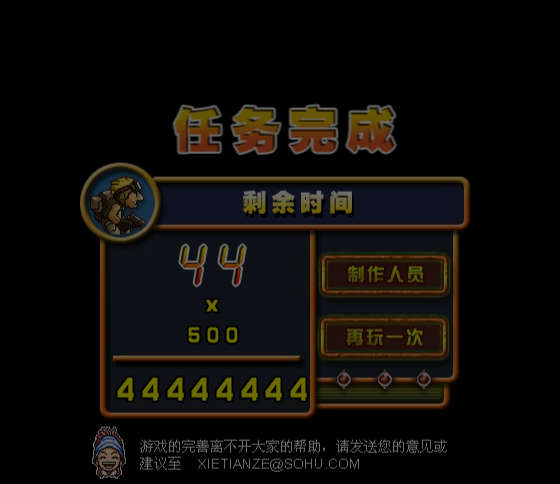 任务完成
剩余时间
44
x
500
44444444
制作人员
再玩一次
游戏的完善离不开大家的帮助，请发送您的意见或
建议至 XIETIANZE@SOHU.COM